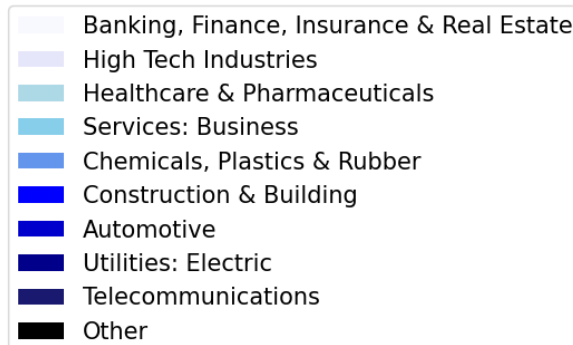 Banking, Finance, Insurance & Real Estate
High Tech Industries
Healthcare & Pharmaceuticals
Services: Business
Chemicals, Plastics & Rubber
Construction & Building
Automotive
Utilities: Electric
Telecommunications
Other